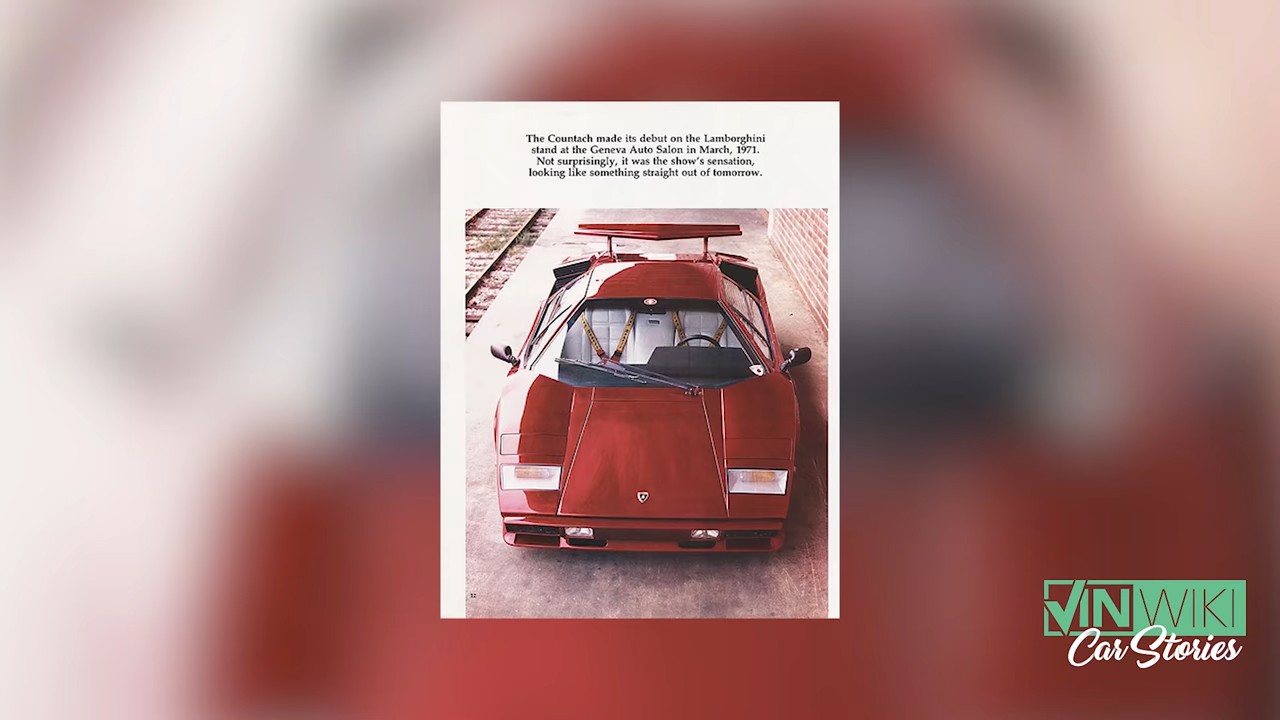 The Countach made its debut on the Lamborghini
stand at the Geneva Auto Salon in March, 1971.
Not surprisingly, it was the show's sensation,
looking like something straight out of tomorrow.
32
VINWIKI
Car Stories